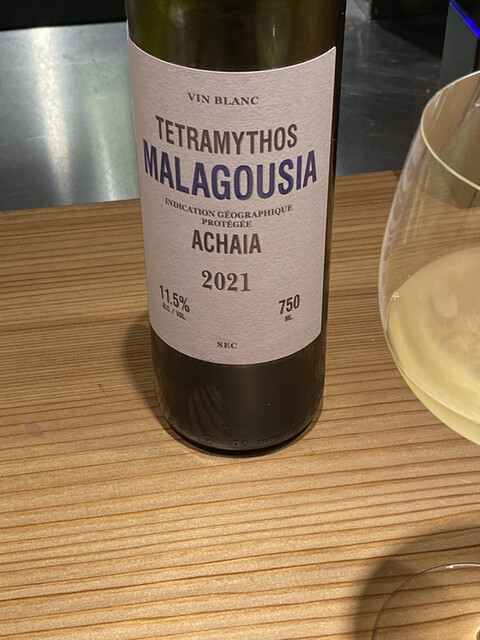 VIN BLANC
TETRAMYTHOS
MALAGOUSIA
INDICATION GÉOGRAPHIQUE
PROTÉGÉE
ACHAIA
2021
11.5%
ALC. / VOL.
750
ML.
SEC